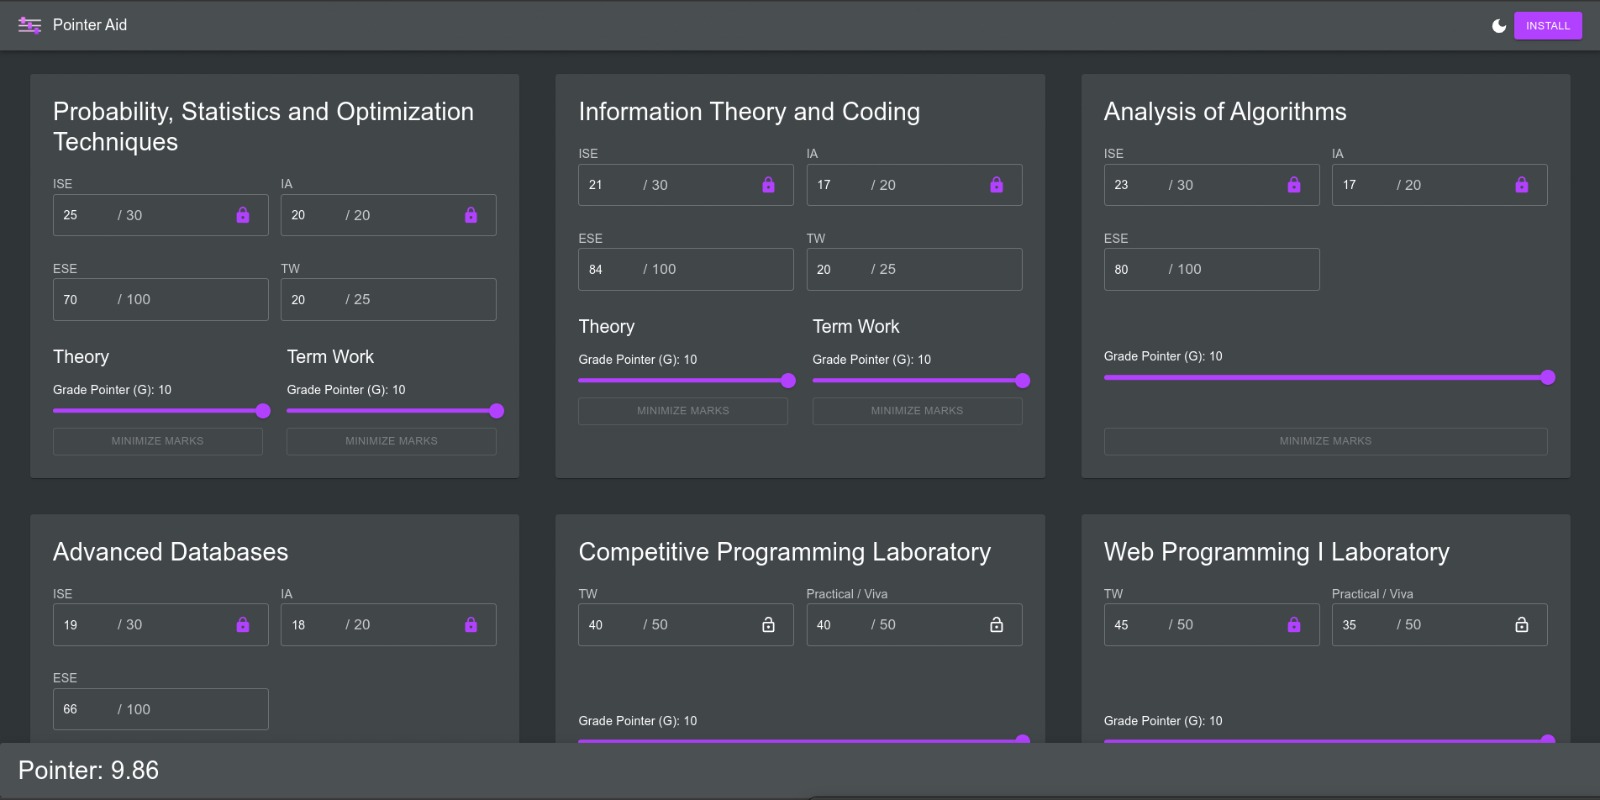 Pointer Aid
INSTALL
Probability, Statistics and Optimization
Techniques
ISE
IA
25 / 30
20 / 20
ESE
TW
70 / 100
20 / 25
Theory
Term Work
Grade Pointer (G): 10
Grade Pointer (G): 10
MINIMIZE MARKS
MINIMIZE MARKS
Information Theory and Coding
ISE
IA
21 / 30
17 / 20
ESE
TW
84 / 100
20 / 25
Theory
Term Work
Grade Pointer (G): 10
Grade Pointer (G): 10
MINIMIZE MARKS
MINIMIZE MARKS
Analysis of Algorithms
ISE
IA
23 / 30
17 / 20
ESE
80 / 100
Grade Pointer (G): 10
MINIMIZE MARKS
Advanced Databases
ISE
IA
19 / 30
18 / 20
ESE
66 / 100
Competitive Programming Laboratory
TW
Practical / Viva
40 / 50
40 / 50
Grade Pointer (G): 10
Web Programming I Laboratory
TW
Practical / Viva
45 / 50
35 / 50
Grade Pointer (G): 10
Pointer: 9.86